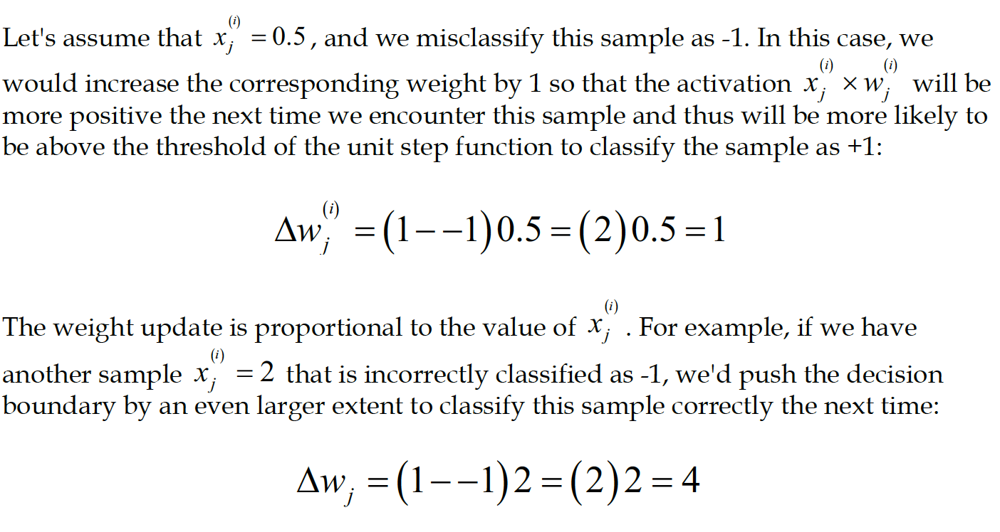 Let's assume that x_j^(i) = 0.5, and we misclassify this sample as -1. In this case, we
would increase the corresponding weight by 1 so that the activation x_j^(i) × w_j^(i) will be
more positive the next time we encounter this sample and thus will be more likely to
be above the threshold of the unit step function to classify the sample as +1:
Δw_j^(i) = (1−−1)0.5 = (2)0.5 = 1
The weight update is proportional to the value of x_j^(i). For example, if we have
another sample x_j^(i) = 2 that is incorrectly classified as -1, we'd push the decision
boundary by an even larger extent to classify this sample correctly the next time:
Δw_j = (1−−1)2 = (2)2 = 4